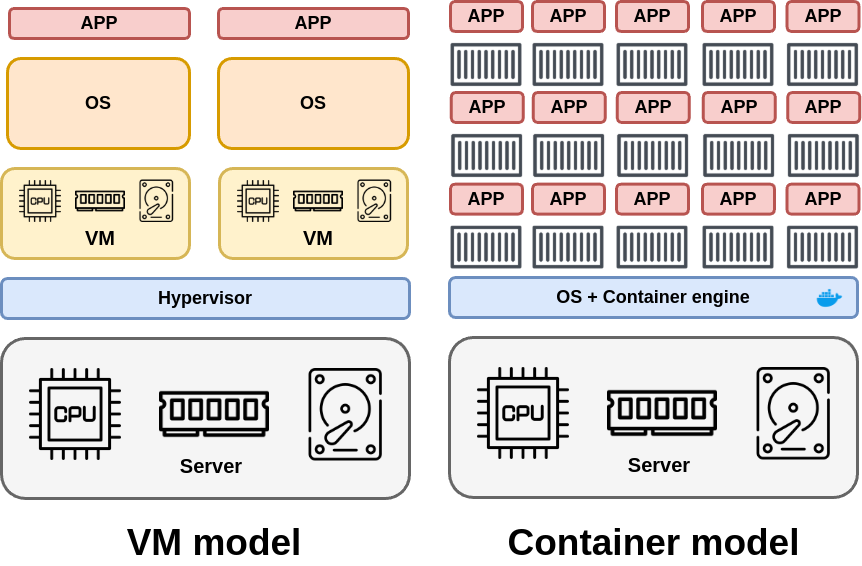 APP APP
OS OS
CPU CPU
VM VM
Hypervisor
CPU
Server
VM model
APP APP APP APP APP
APP APP APP APP APP
APP APP APP APP APP
OS + Container engine
CPU
Server
Container model